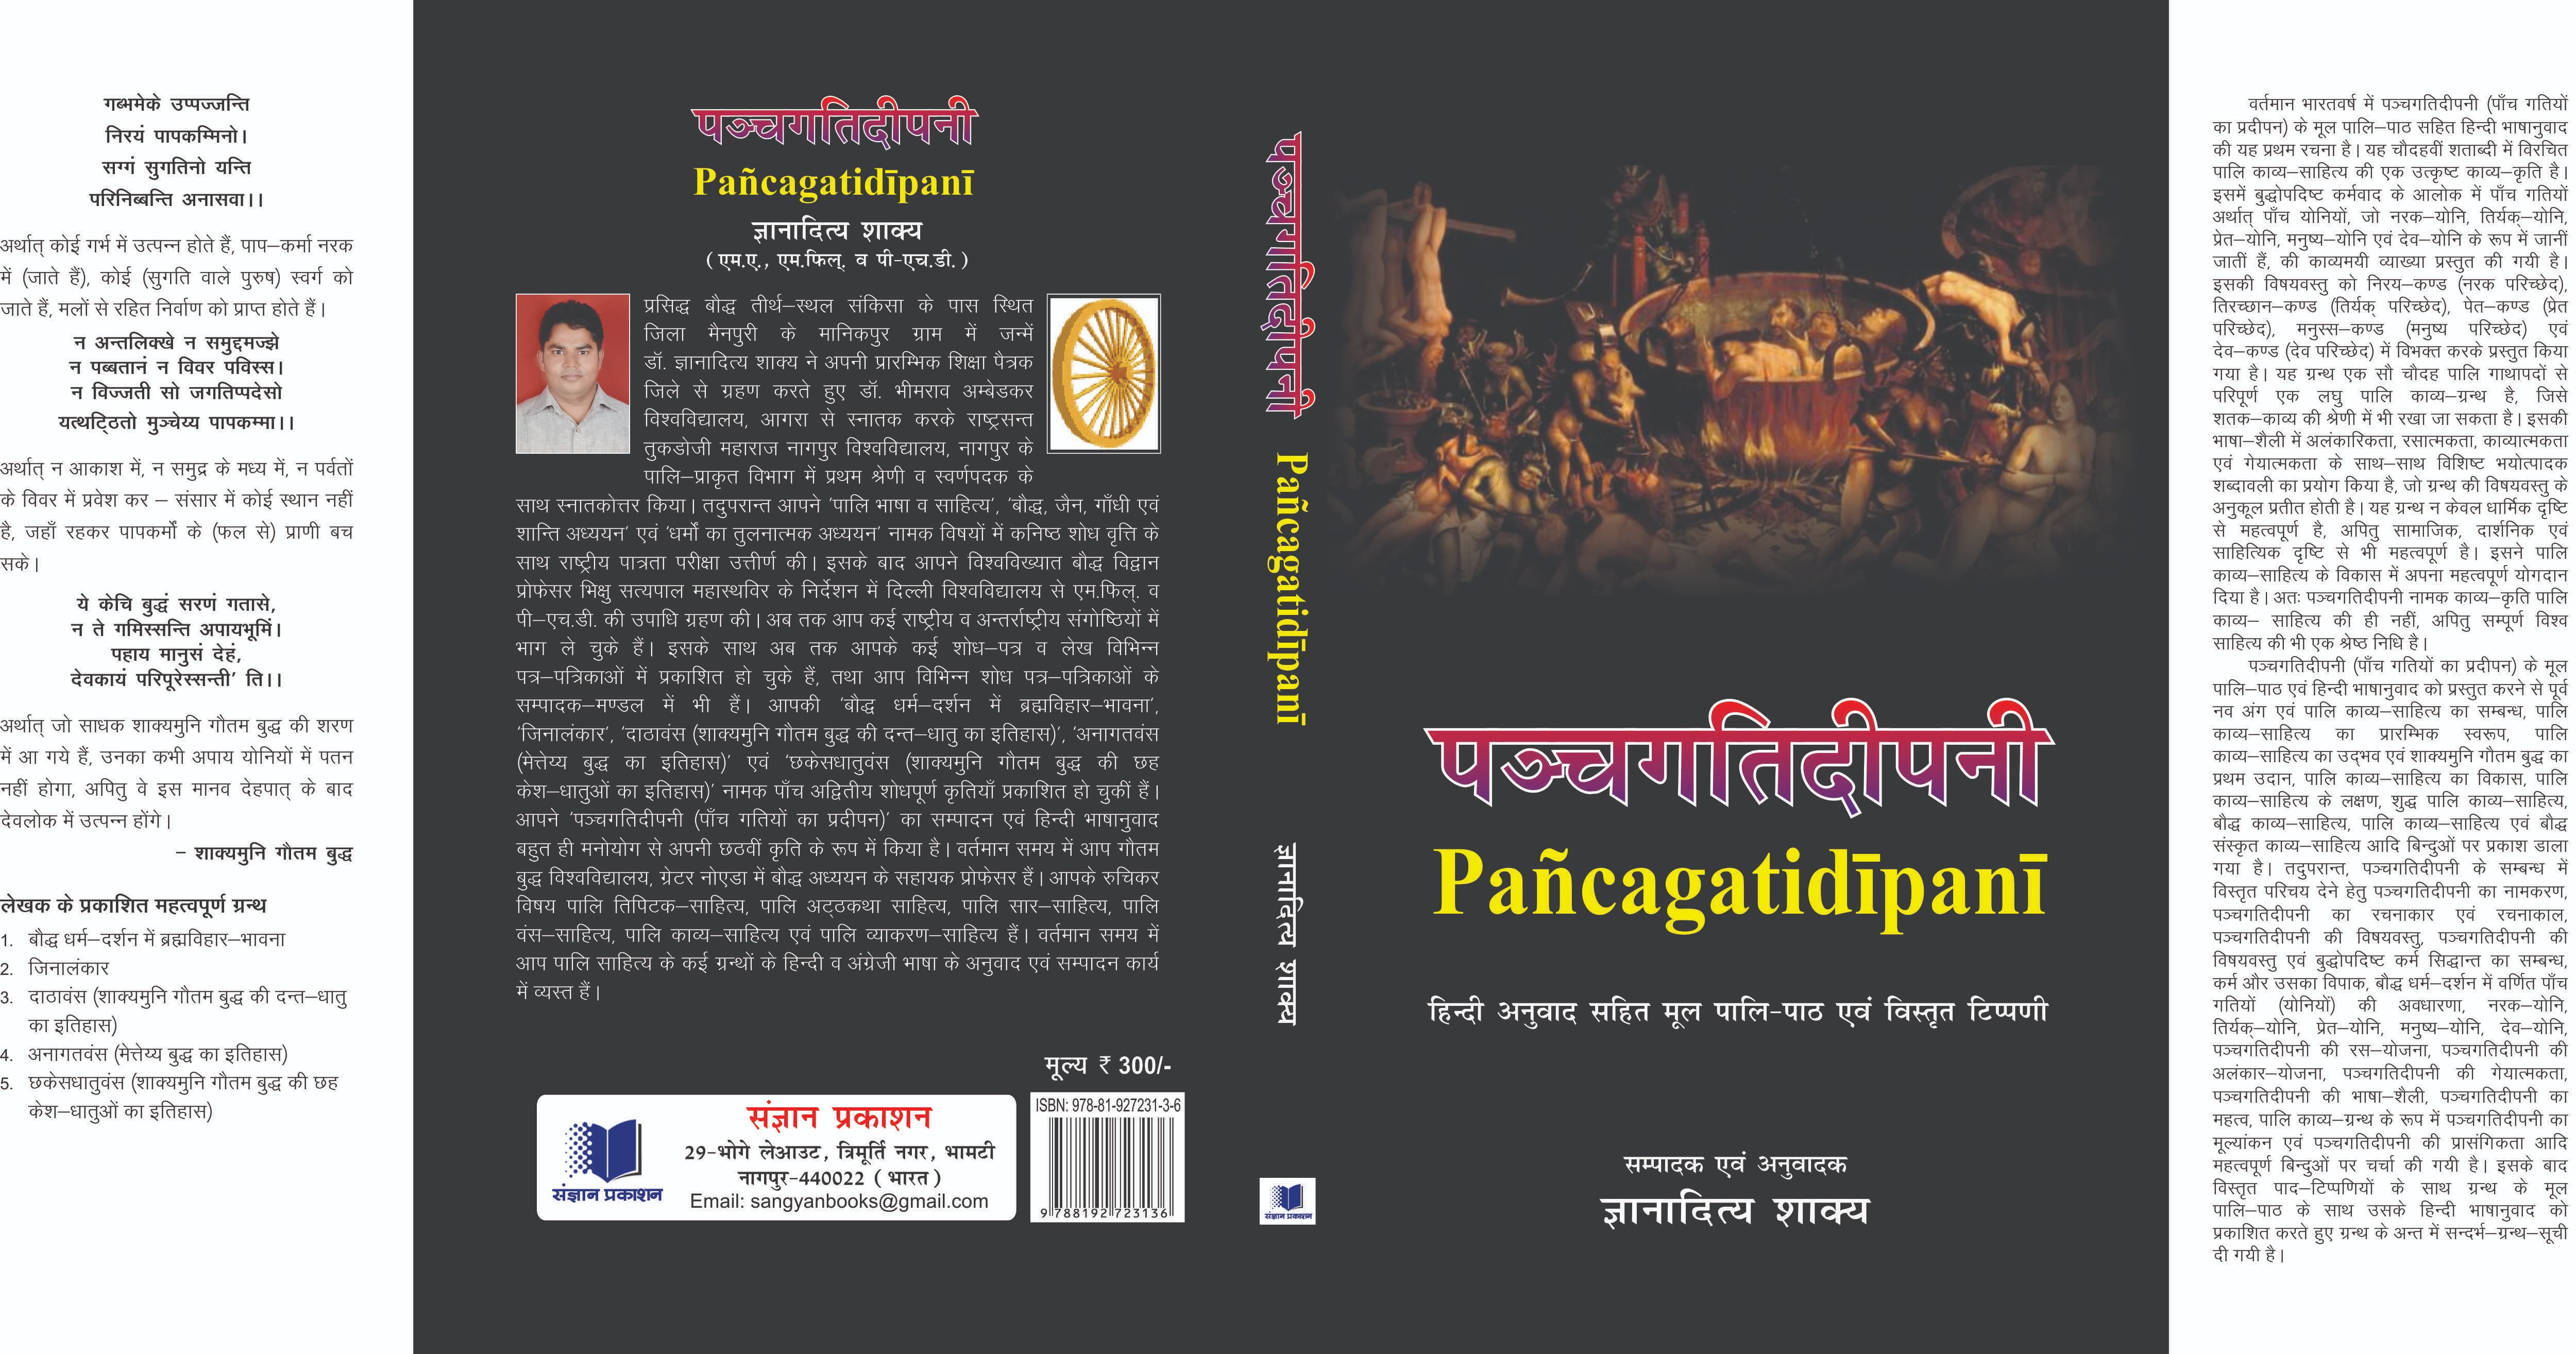 गब्भमेके उप्पज्जन्ति
निरयं पापकम्मिनो।
सग्गं सुगतिनो यन्ति
परिनिब्बन्ति अनासवा।।
अर्थात् कोई गर्भ में उत्पन्न होते हैं, पाप–कर्मा नरक
में (जाते हैं), कोई (सुगति वाले पुरुष) स्वर्ग को
जाते हैं, मलों से रहित निर्वाण को प्राप्त होते हैं।
न अन्तलिक्खे न समुद्दमज्झे
न पब्बतानं न विवर पविस्स।
न विज्जती सो जगतिप्पदेसो
यत्थट्ठितो मुञ्चेय्य पापकम्मा।।
अर्थात् न आकाश में, न समुद्र के मध्य में, न पर्वतों
के विवर में प्रवेश कर – संसार में कोई स्थान नहीं
है, जहाँ रहकर पापकर्मों के (फल से) प्राणी बच
सके।
ये केचि बुद्धं सरणं गतासे,
न ते गमिस्सन्ति अपायभूमिं।
पहाय मानुसं देहं,
देवकायं परिपूरेस्सन्ती’ ति।।
अर्थात् जो साधक शाक्यमुनि गौतम बुद्ध की शरण
में आ गये हैं, उनका कभी अपाय योनियों में पतन
नहीं होगा, अपितु वे इस मानव देहपात् के बाद
देवलोक में उत्पन्न होंगे।
– शाक्यमुनि गौतम बुद्ध
लेखक के प्रकाशित महत्वपूर्ण ग्रन्थ
1. बौद्ध धर्म–दर्शन में ब्रह्मविहार–भावना
2. जिनालंकार
3. दाठावंस (शाक्यमुनि गौतम बुद्ध की दन्त–धातु
का इतिहास)
4. अनागतवंस (मेत्तेय्य बुद्ध का इतिहास)
5. छकेसधातुवंस (शाक्यमुनि गौतम बुद्ध की छह
केश–धातुओं का इतिहास)
पञ्चगतिदीपनी
Pañcagatidīpanī
ज्ञानादित्य शाक्य
(एम.ए., एम.फिल्. व पी-एच.डी.)
प्रसिद्ध बौद्ध तीर्थ–स्थल संकिसा के पास स्थित
जिला मैनपुरी के मानिकपुर ग्राम में जन्में
डॉ. ज्ञानादित्य शाक्य ने अपनी प्रारम्भिक शिक्षा पैत्रक
जिले से ग्रहण करते हुए डॉ. भीमराव अम्बेडकर
विश्वविद्यालय, आगरा से स्नातक करके राष्ट्रसन्त
तुकडोजी महाराज नागपुर विश्वविद्यालय, नागपुर के
पालि–प्राकृत विभाग में प्रथम श्रेणी व स्वर्णपदक के
साथ स्नातकोत्तर किया। तदुपरान्त आपने ‘पालि भाषा व साहित्य’, ‘बौद्ध, जैन, गाँधी एवं
शान्ति अध्ययन’ एवं ‘धर्मों का तुलनात्मक अध्ययन’ नामक विषयों में कनिष्ठ शोध वृत्ति के
साथ राष्ट्रीय पात्रता परीक्षा उत्तीर्ण की। इसके बाद आपने विश्वविख्यात बौद्ध विद्वान
प्रोफेसर भिक्षु सत्यपाल महास्थविर के निर्देशन में दिल्ली विश्वविद्यालय से एम.फिल्. व
पी–एच.डी. की उपाधि ग्रहण की। अब तक आप कई राष्ट्रीय व अन्तर्राष्ट्रीय संगोष्ठियों में
भाग ले चुके हैं। इसके साथ अब तक आपके कई शोध–पत्र व लेख विभिन्न
पत्र–पत्रिकाओं में प्रकाशित हो चुके हैं, तथा आप विभिन्न शोध पत्र–पत्रिकाओं के
सम्पादक–मण्डल में भी हैं। आपकी ‘बौद्ध धर्म–दर्शन में ब्रह्मविहार–भावना’,
‘जिनालंकार’, ‘दाठावंस (शाक्यमुनि गौतम बुद्ध की दन्त–धातु का इतिहास)’, ‘अनागतवंस
(मेत्तेय्य बुद्ध का इतिहास)’ एवं ‘छकेसधातुवंस (शाक्यमुनि गौतम बुद्ध की छह
केश–धातुओं का इतिहास)’ नामक पाँच अद्वितीय शोधपूर्ण कृतियाँ प्रकाशित हो चुकीं हैं।
आपने ‘पञ्चगतिदीपनी (पाँच गतियों का प्रदीपन)’ का सम्पादन एवं हिन्दी भाषानुवाद
बहुत ही मनोयोग से अपनी छठवीं कृति के रूप में किया है। वर्तमान समय में आप गौतम
बुद्ध विश्वविद्यालय, ग्रेटर नोएडा में बौद्ध अध्ययन के सहायक प्रोफेसर हैं। आपके रुचिकर
विषय पालि तिपिटक–साहित्य, पालि अट्ठकथा साहित्य, पालि सार–साहित्य, पालि
वंस–साहित्य, पालि काव्य–साहित्य एवं पालि व्याकरण–साहित्य हैं। वर्तमान समय में
आप पालि साहित्य के कई ग्रन्थों के हिन्दी व अंग्रेजी भाषा के अनुवाद एवं सम्पादन कार्य
में व्यस्त हैं।
मूल्य ₹ 300/-
संज्ञान प्रकाशन
संज्ञान प्रकाशन
29-भोगे लेआउट, त्रिमूर्ति नगर, भामटी
नागपुर-440022 (भारत)
Email: sangyanbooks@gmail.com
ISBN: 978-81-927231-3-6
9 788192 723136
पञ्चगतिदीपनी
Pañcagatidīpanī
ज्ञानादित्य शाक्य
संज्ञान प्रकाशन
पञ्चगतिदीपनी
Pañcagatidīpanī
हिन्दी अनुवाद सहित मूल पालि-पाठ एवं विस्तृत टिप्पणी
सम्पादक एवं अनुवादक
ज्ञानादित्य शाक्य
वर्तमान भारतवर्ष में पञ्चगतिदीपनी (पाँच गतियों
का प्रदीपन) के मूल पालि–पाठ सहित हिन्दी भाषानुवाद
की यह प्रथम रचना है। यह चौदहवीं शताब्दी में विरचित
पालि काव्य–साहित्य की एक उत्कृष्ट काव्य–कृति है।
इसमें बुद्धोपदिष्ट कर्मवाद के आलोक में पाँच गतियों
अर्थात् पाँच योनियों, जो नरक–योनि, तिर्यक्–योनि,
प्रेत–योनि, मनुष्य–योनि एवं देव–योनि के रूप में जानीं
जातीं हैं, की काव्यमयी व्याख्या प्रस्तुत की गयी है।
इसकी विषयवस्तु को निरय–कण्ड (नरक परिच्छेद),
तिरच्छान–कण्ड (तिर्यक् परिच्छेद), पेत–कण्ड (प्रेत
परिच्छेद), मनुस्स–कण्ड (मनुष्य परिच्छेद) एवं
देव–कण्ड (देव परिच्छेद) में विभक्त करके प्रस्तुत किया
गया है। यह ग्रन्थ एक सौ चौदह पालि गाथापदों से
परिपूर्ण एक लघु पालि काव्य–ग्रन्थ है, जिसे
शतक–काव्य की श्रेणी में भी रखा जा सकता है। इसकी
भाषा–शैली में अलंकारिकता, रसात्मकता, काव्यात्मकता
एवं गेयात्मकता के साथ–साथ विशिष्ट भयोत्पादक
शब्दावली का प्रयोग किया है, जो ग्रन्थ की विषयवस्तु के
अनुकूल प्रतीत होती है। यह ग्रन्थ न केवल धार्मिक दृष्टि
से महत्वपूर्ण है, अपितु सामाजिक, दार्शनिक एवं
साहित्यिक दृष्टि से भी महत्वपूर्ण है। इसने पालि
काव्य–साहित्य के विकास में अपना महत्वपूर्ण योगदान
दिया है। अतः पञ्चगतिदीपनी नामक काव्य–कृति पालि
काव्य– साहित्य की ही नहीं, अपितु सम्पूर्ण विश्व
साहित्य की भी एक श्रेष्ठ निधि है।
पञ्चगतिदीपनी (पाँच गतियों का प्रदीपन) के मूल
पालि–पाठ एवं हिन्दी भाषानुवाद को प्रस्तुत करने से पूर्व
नव अंग एवं पालि काव्य–साहित्य का सम्बन्ध, पालि
काव्य–साहित्य का प्रारम्भिक स्वरूप, पालि
काव्य–साहित्य का उद्भव एवं शाक्यमुनि गौतम बुद्ध का
प्रथम उदान, पालि काव्य–साहित्य का विकास, पालि
काव्य–साहित्य के लक्षण, शुद्ध पालि काव्य–साहित्य,
बौद्ध काव्य–साहित्य, पालि काव्य–साहित्य एवं बौद्ध
संस्कृत काव्य–साहित्य आदि बिन्दुओं पर प्रकाश डाला
गया है। तदुपरान्त, पञ्चगतिदीपनी के सम्बन्ध में
विस्तृत परिचय देने हेतु पञ्चगतिदीपनी का नामकरण,
पञ्चगतिदीपनी का रचनाकार एवं रचनाकाल,
पञ्चगतिदीपनी की विषयवस्तु, पञ्चगतिदीपनी की
विषयवस्तु एवं बुद्धोपदिष्ट कर्म सिद्धान्त का सम्बन्ध,
कर्म और उसका विपाक, बौद्ध धर्म–दर्शन में वर्णित पाँच
गतियों (योनियों) की अवधारणा, नरक–योनि,
तिर्यक्–योनि, प्रेत–योनि, मनुष्य–योनि, देव–योनि,
पञ्चगतिदीपनी की रस–योजना, पञ्चगतिदीपनी की
अलंकार–योजना, पञ्चगतिदीपनी की गेयात्मकता,
पञ्चगतिदीपनी की भाषा–शैली, पञ्चगतिदीपनी का
महत्व, पालि काव्य–ग्रन्थ के रूप में पञ्चगतिदीपनी का
मूल्यांकन एवं पञ्चगतिदीपनी की प्रासंगिकता आदि
महत्वपूर्ण बिन्दुओं पर चर्चा की गयी है। इसके बाद
विस्तृत पाद–टिप्पणियों के साथ ग्रन्थ के मूल
पालि–पाठ के साथ उसके हिन्दी भाषानुवाद को
प्रकाशित करते हुए ग्रन्थ के अन्त में सन्दर्भ–ग्रन्थ–सूची
दी गयी है।